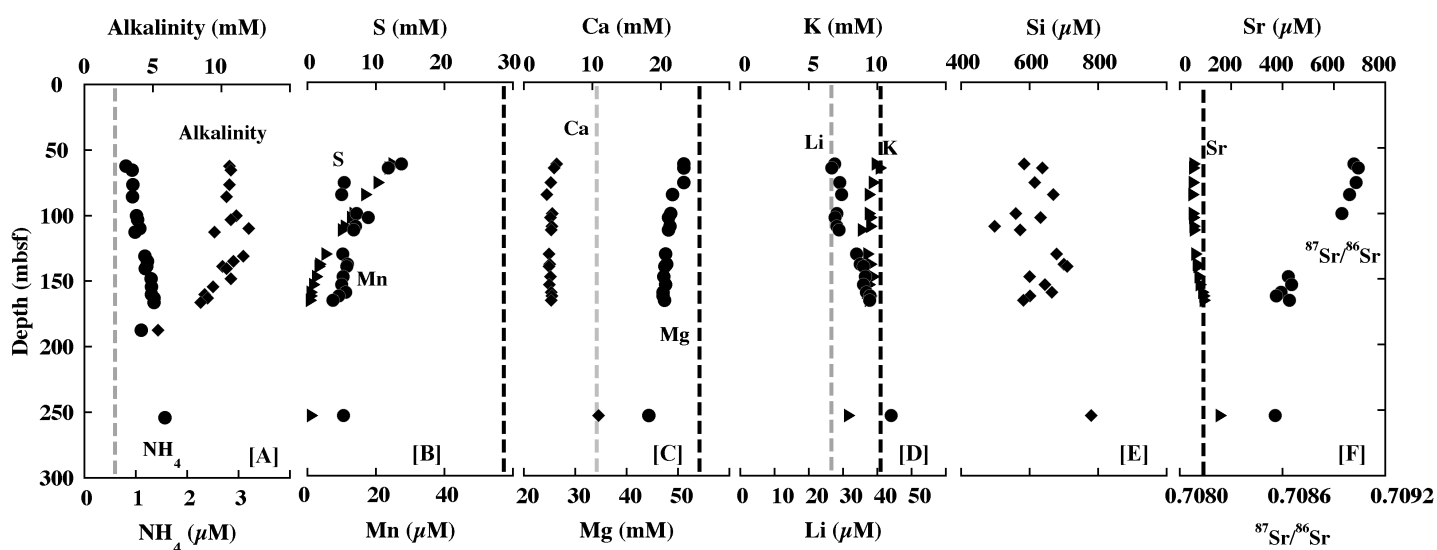 Alkalinity (mM) S (mM) Ca (mM) K (mM) Si (µM) Sr (µM)
0 5 10 0 10 20 30 0 10 20 0 5 10 400 600 800 0 200 400 600 800
0
50
100
150
200
250
300
Depth (mbsf)
Alkalinity
NH4
[A]
S
Mn
[B]
Ca
Mg
[C]
Li
K
[D]
[E]
Sr
87Sr/86Sr
[F]
0 1 2 3 0 20 40 20 30 40 50 0 10 20 30 40 50 0.7080 0.7086 0.7092
NH4 (µM) Mn (µM) Mg (mM) Li (µM) 87Sr/86Sr